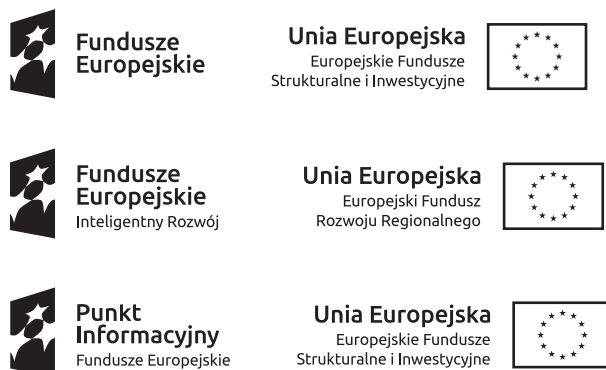 Fundusze
Europejskie
Unia Europejska
Europejskie Fundusze
Strukturalne i Inwestycyjne
Fundusze
Europejskie
Inteligentny Rozwój
Unia Europejska
Europejski Fundusz
Rozwoju Regionalnego
Punkt
Informacyjny
Fundusze Europejskie
Unia Europejska
Europejskie Fundusze
Strukturalne i Inwestycyjne